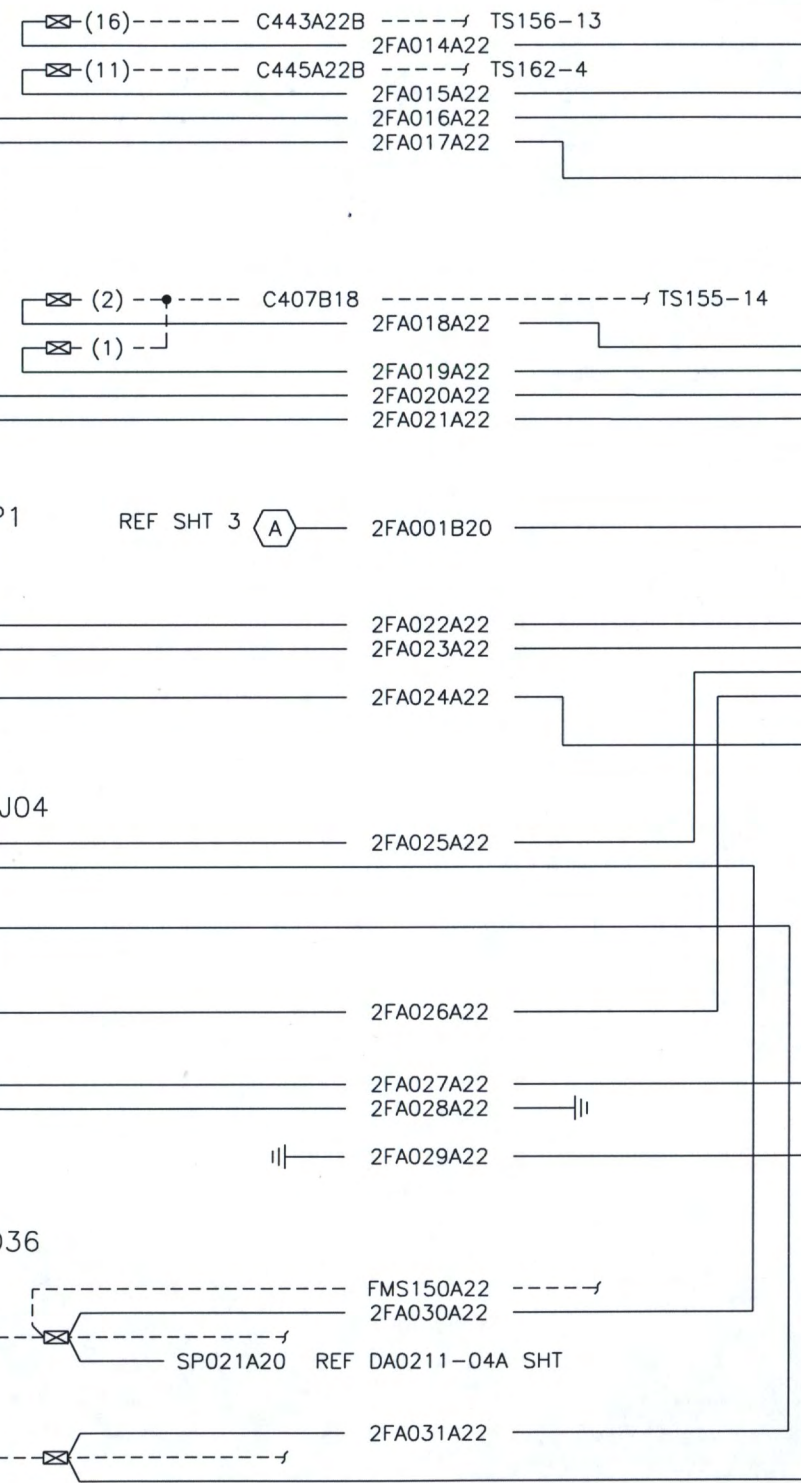 (16) C443A22B TS156-13
2FA014A22
(11) C445A22B TS162-4
2FA015A22
2FA016A22
2FA017A22
(2) C407B18 TS155-14
2FA018A22
(1)
2FA019A22
2FA020A22
2FA021A22
P1 REF SHT 3 A 2FA001B20
2FA022A22
2FA023A22
2FA024A22
J04
2FA025A22
2FA026A22
2FA027A22
2FA028A22
2FA029A22
036
FMS150A22
2FA030A22
SP021A20 REF DA0211-04A SHT
2FA031A22